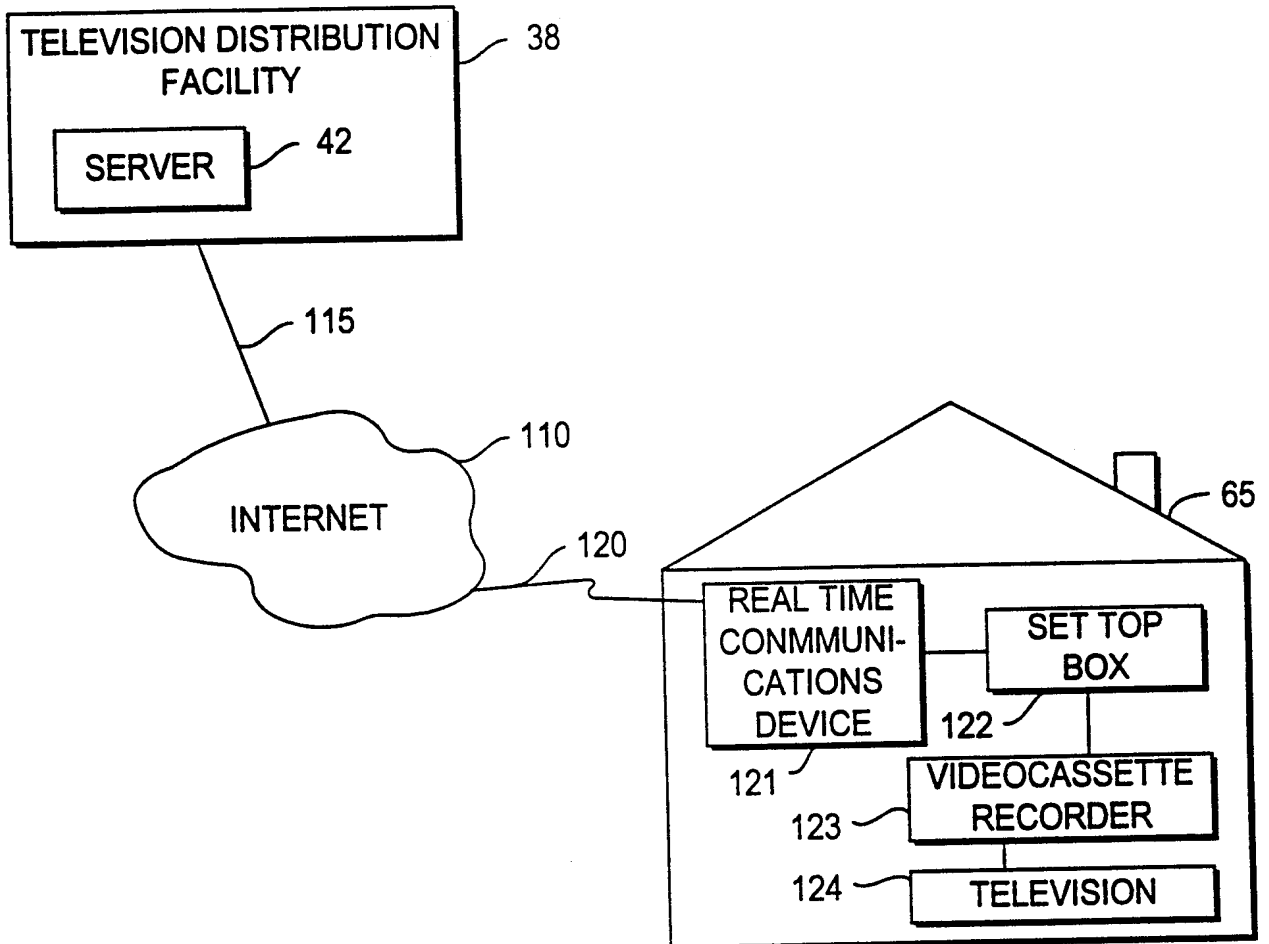 TELEVISION DISTRIBUTION
FACILITY
38
SERVER
42
115
110
INTERNET
120
65
REAL TIME
CONMMUNI-
CATIONS
DEVICE
121
SET TOP
BOX
122
VIDEOCASSETTE
RECORDER
123
124
TELEVISION